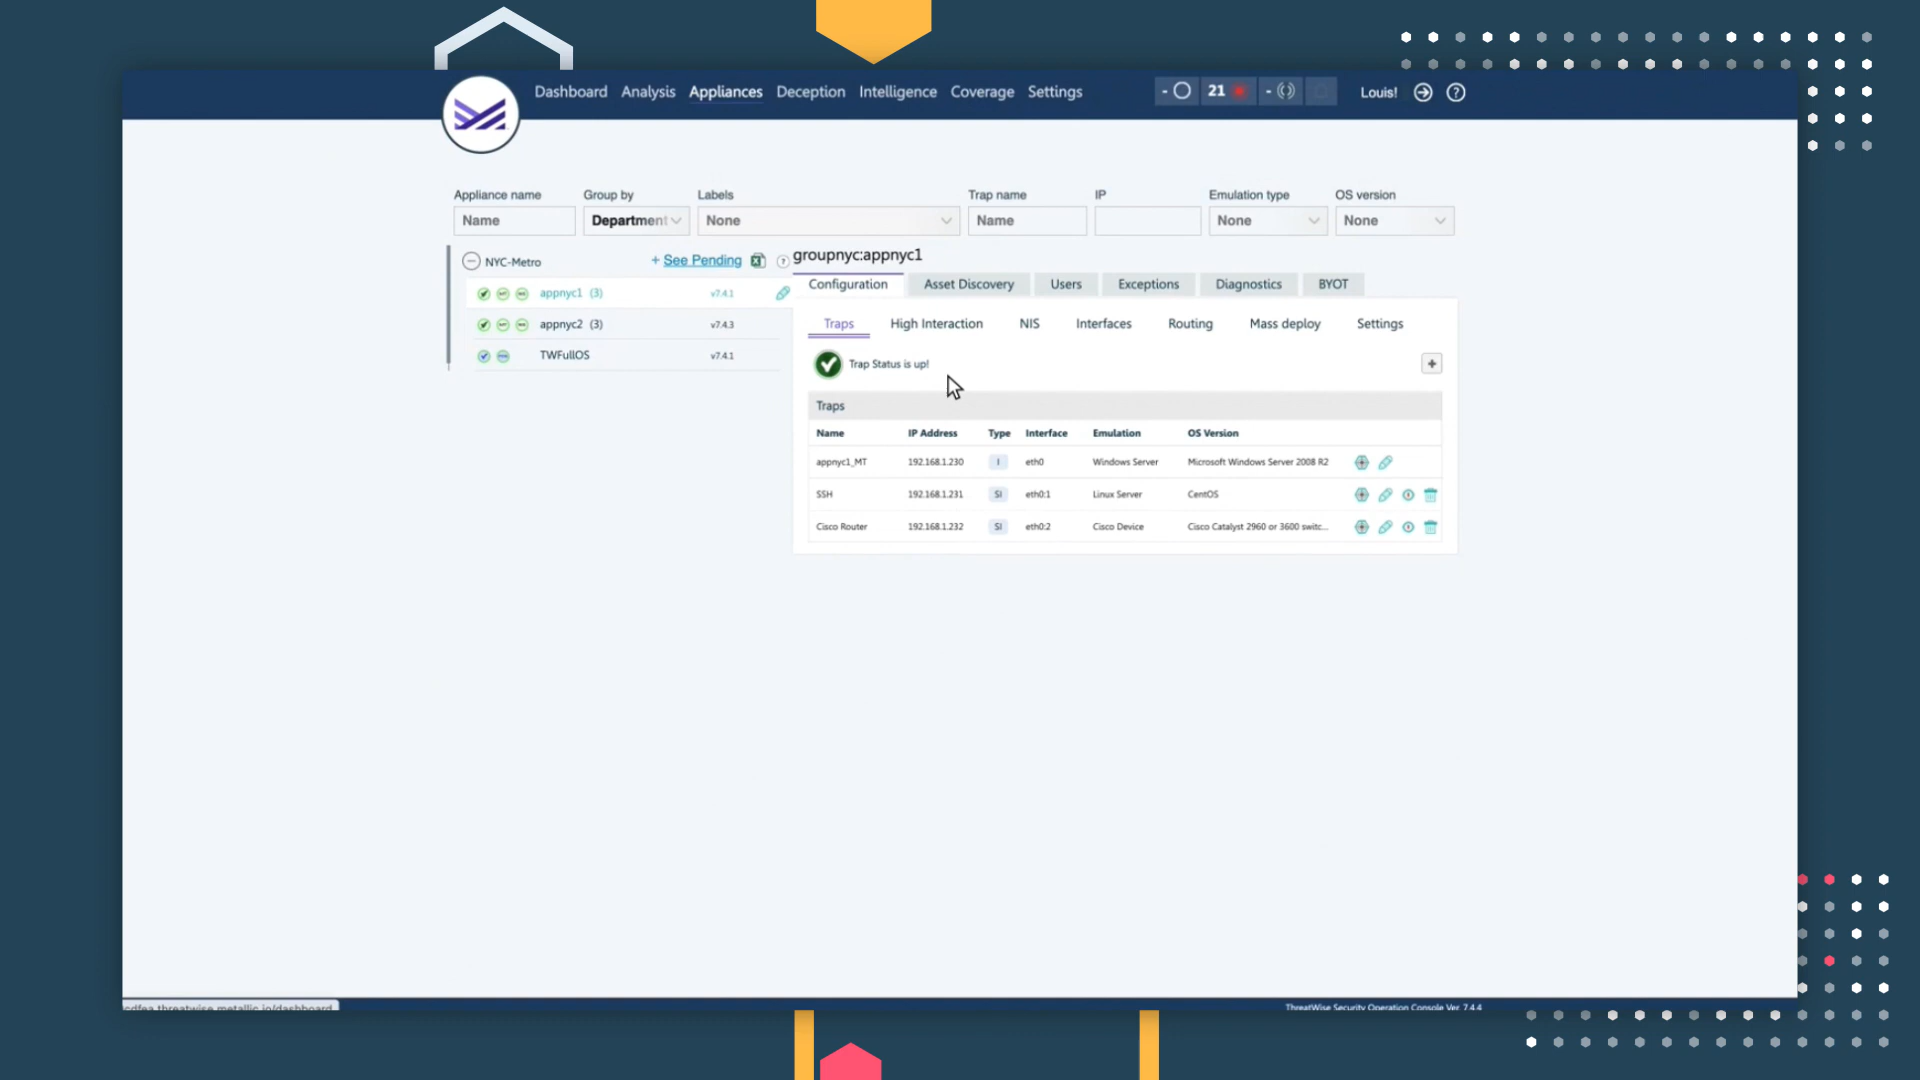 Dashboard Analysis Appliances Deception Intelligence Coverage Settings - 21 - Louis! ?
Appliance name Group by Labels Trap name IP Emulation type OS version
Name Department None Name None None
NYC-Metro + See Pending ? groupnyc:appnyc1
Configuration Asset Discovery Users Exceptions Diagnostics BYOT
appnyc1 (3) v7.4.1
appnyc2 (3) v7.4.3
TWFullOS v7.4.1
Traps High Interaction NIS Interfaces Routing Mass deploy Settings
Trap Status is up! +
Traps
Name IP Address Type Interface Emulation OS Version
appnyc1_MT 192.168.1.230 I eth0 Windows Server Microsoft Windows Server 2008 R2
SSH 192.168.1.231 SI eth0:1 Linux Server CentOS
Cisco Router 192.168.1.232 SI eth0:2 Cisco Device Cisco Catalyst 2960 or 3600 switc...
cdfea.threatwise.metallic.io/dashboard
ThreatWise Security Operation Console Ver. 7.4.4